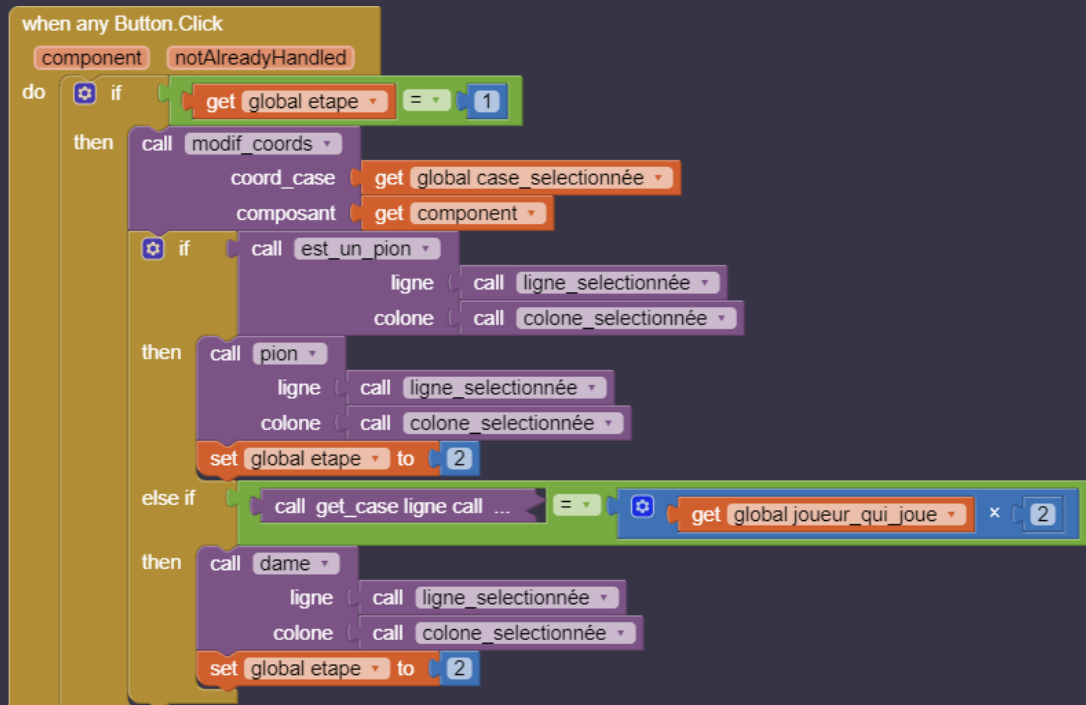 when any Button.Click
component notAlreadyHandled
do if get global etape = 1
then call modif_coords
coord_case get global case_selectionnée
composant get component
if call est_un_pion
ligne call ligne_selectionnée
colone call colone_selectionnée
then call pion
ligne call ligne_selectionnée
colone call colone_selectionnée
set global etape to 2
else if call get_case ligne call ... = get global joueur_qui_joue × 2
then call dame
ligne call ligne_selectionnée
colone call colone_selectionnée
set global etape to 2